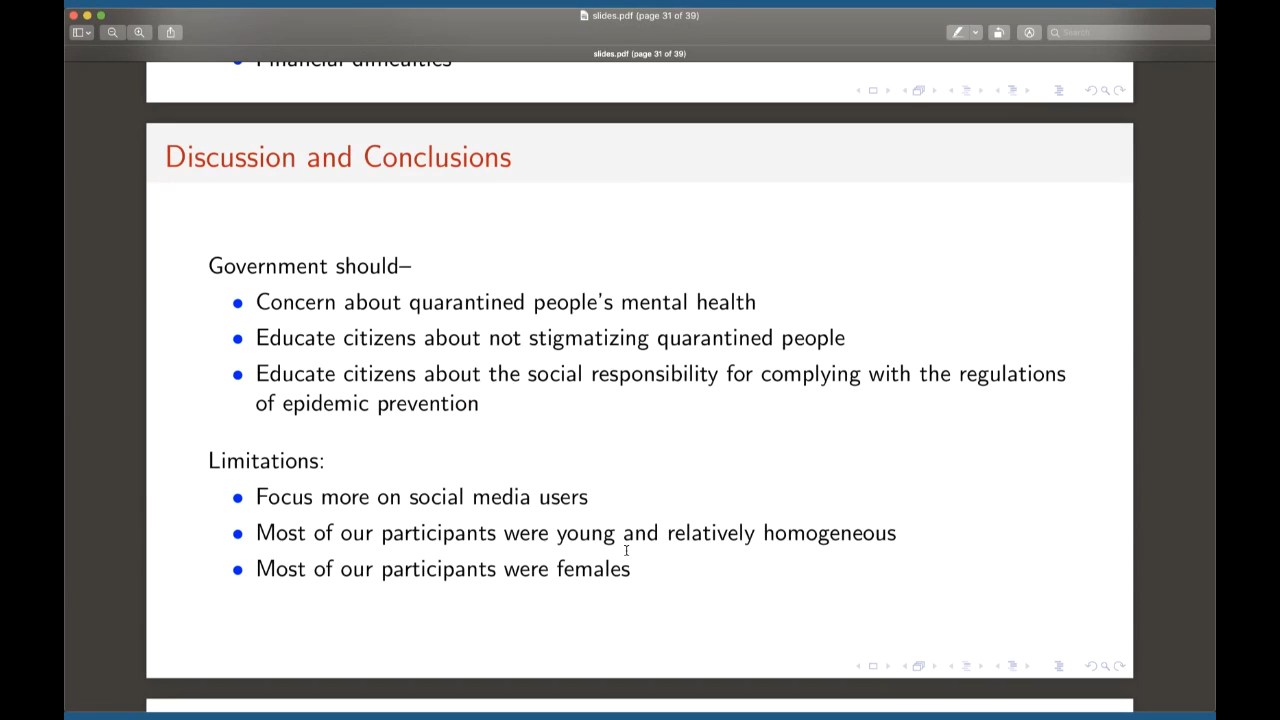 slides.pdf (page 31 of 39)
Search
slides.pdf (page 31 of 39)
Financial difficulties
Discussion and Conclusions
Government should–
Concern about quarantined people's mental health
Educate citizens about not stigmatizing quarantined people
Educate citizens about the social responsibility for complying with the regulations
of epidemic prevention
Limitations:
Focus more on social media users
Most of our participants were young and relatively homogeneous
Most of our participants were females